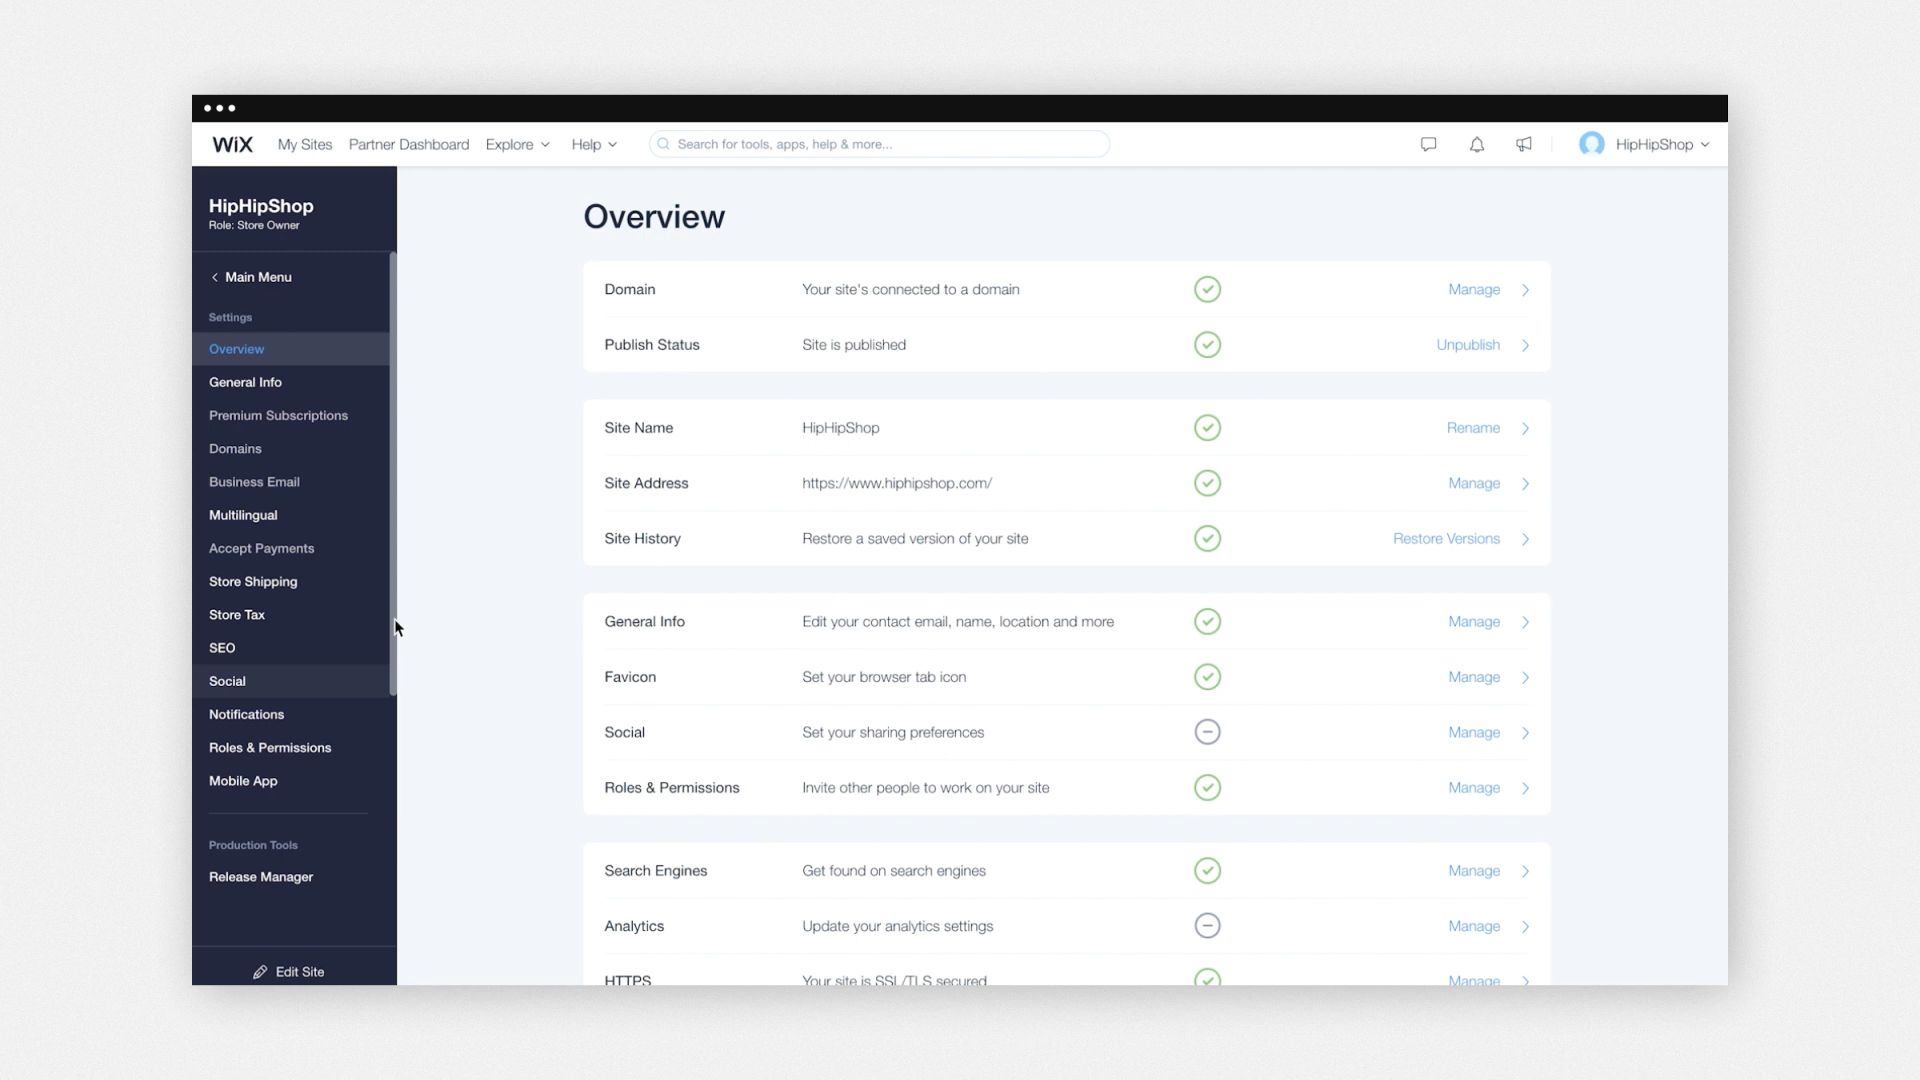 WiX My Sites Partner Dashboard Explore Help Search for tools, apps, help & more... HipHipShop
HipHipShop
Role: Store Owner
Main Menu
Settings
Overview
General Info
Premium Subscriptions
Domains
Business Email
Multilingual
Accept Payments
Store Shipping
Store Tax
SEO
Social
Notifications
Roles & Permissions
Mobile App
Production Tools
Release Manager
Edit Site
Overview
Domain Your site's connected to a domain Manage
Publish Status Site is published Unpublish
Site Name HipHipShop Rename
Site Address https://www.hiphipshop.com/ Manage
Site History Restore a saved version of your site Restore Versions
General Info Edit your contact email, name, location and more Manage
Favicon Set your browser tab icon Manage
Social Set your sharing preferences Manage
Roles & Permissions Invite other people to work on your site Manage
Search Engines Get found on search engines Manage
Analytics Update your analytics settings Manage
HTTPS Your site is SSL/TLS secured Manage